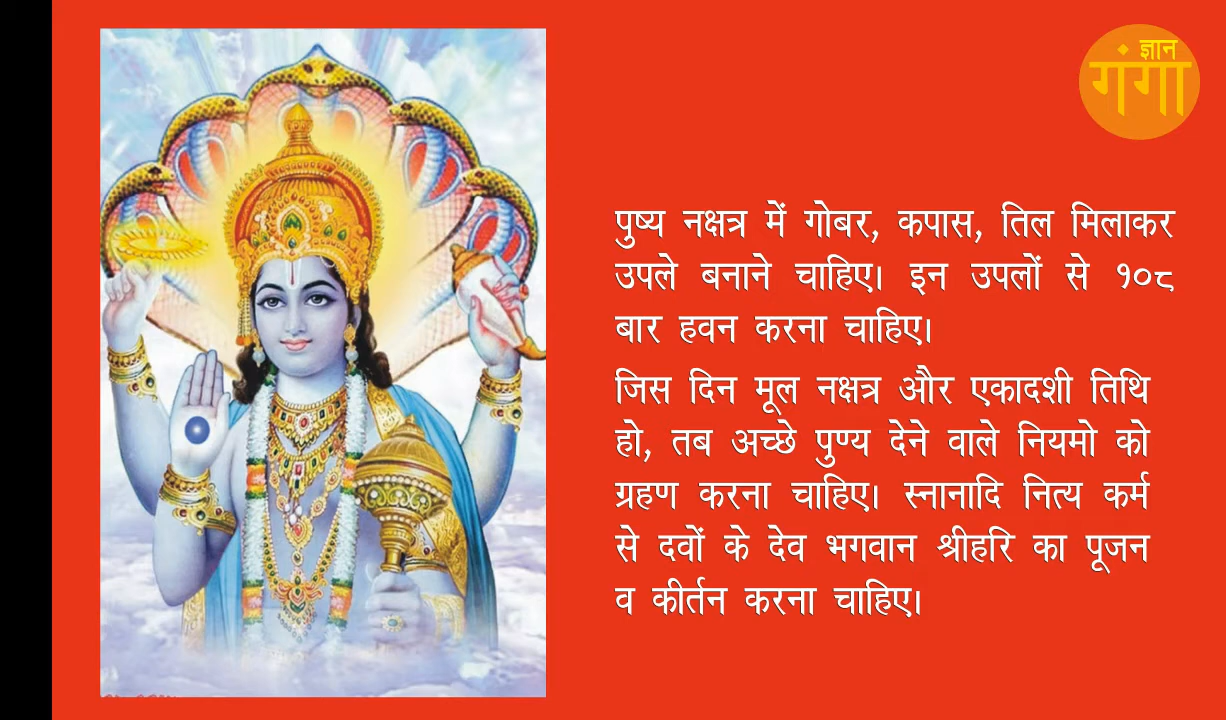 ज्ञान
गंगा
पुष्य नक्षत्र में गोबर, कपास, तिल मिलाकर
उपले बनाने चाहिए। इन उपलों से १०८
बार हवन करना चाहिए।
जिस दिन मूल नक्षत्र और एकादशी तिथि
हो, तब अच्छे पुण्य देने वाले नियमो को
ग्रहण करना चाहिए। स्नानादि नित्य कर्म
से दवों के देव भगवान श्रीहरि का पूजन
व कीर्तन करना चाहिए।